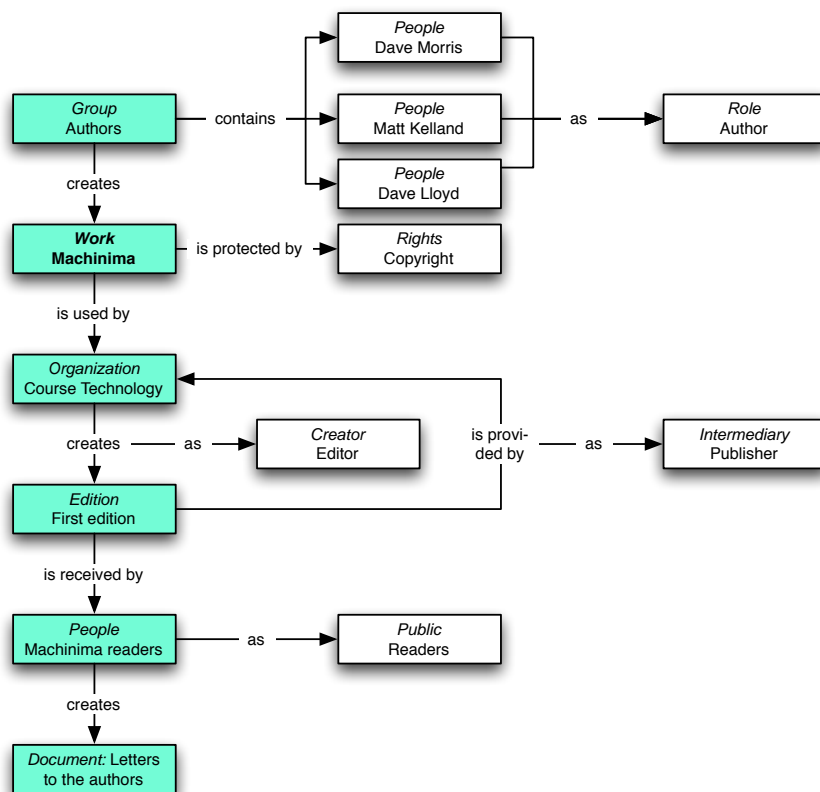 People
Dave Morris
Group
Authors
contains
People
Matt Kelland
as
Role
Author
creates
People
Dave Lloyd
Work
Machinima
is protected by
Rights
Copyright
is used by
Organization
Course Technology
creates
as
Creator
Editor
is provi-
ded by
as
Intermediary
Publisher
Edition
First edition
is received by
People
Machinima readers
as
Public
Readers
creates
Document: Letters
to the authors